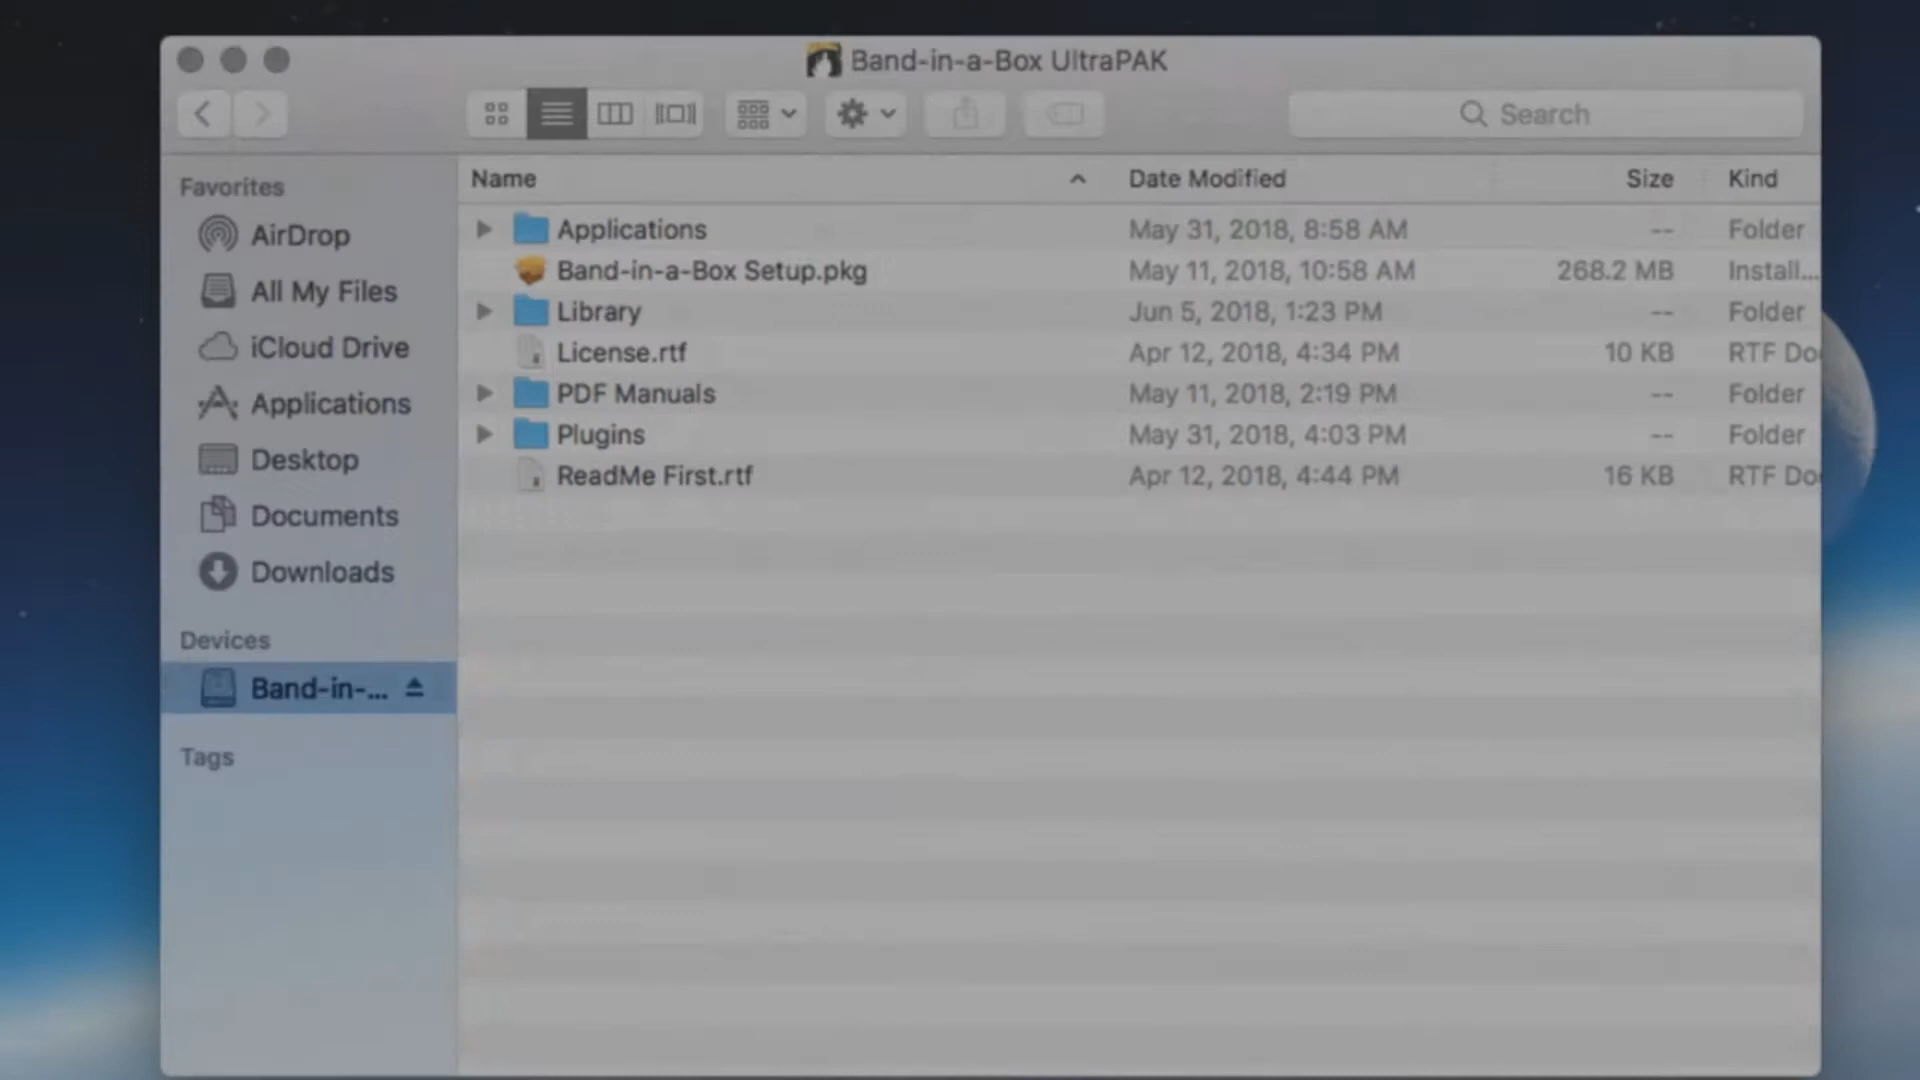 Band-in-a-Box UltraPAK
Search
Favorites
AirDrop
All My Files
iCloud Drive
Applications
Desktop
Documents
Downloads
Devices
Band-in-...
Tags
Name Date Modified Size Kind
Applications May 31, 2018, 8:58 AM -- Folder
Band-in-a-Box Setup.pkg May 11, 2018, 10:58 AM 268.2 MB Install...
Library Jun 5, 2018, 1:23 PM -- Folder
License.rtf Apr 12, 2018, 4:34 PM 10 KB RTF Do
PDF Manuals May 11, 2018, 2:19 PM -- Folder
Plugins May 31, 2018, 4:03 PM -- Folder
ReadMe First.rtf Apr 12, 2018, 4:44 PM 16 KB RTF Do